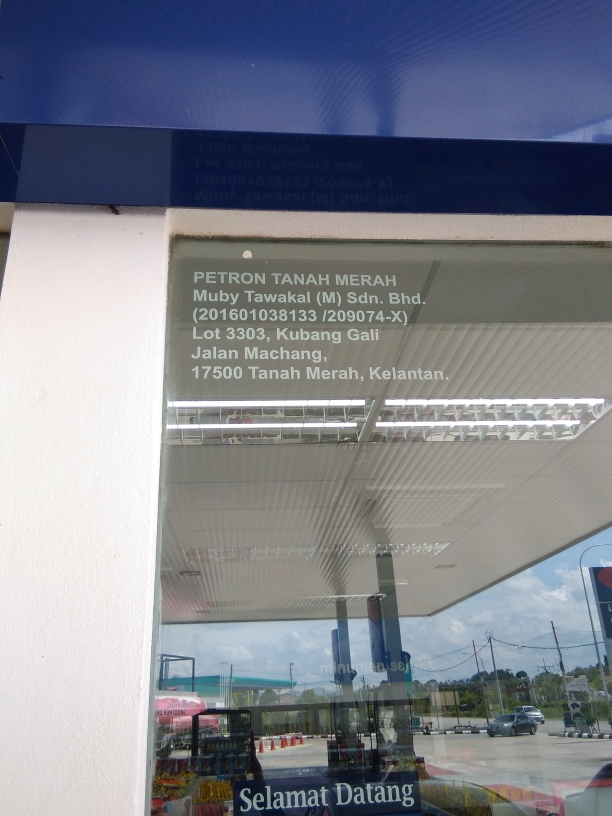 PETRON TANAH MERAH
Muby Tawakal (M) Sdn. Bhd.
(201601038133 /209074-X)
Lot 3303, Kubang Gali
Jalan Machang,
17500 Tanah Merah, Kelantan.
Selamat Datang